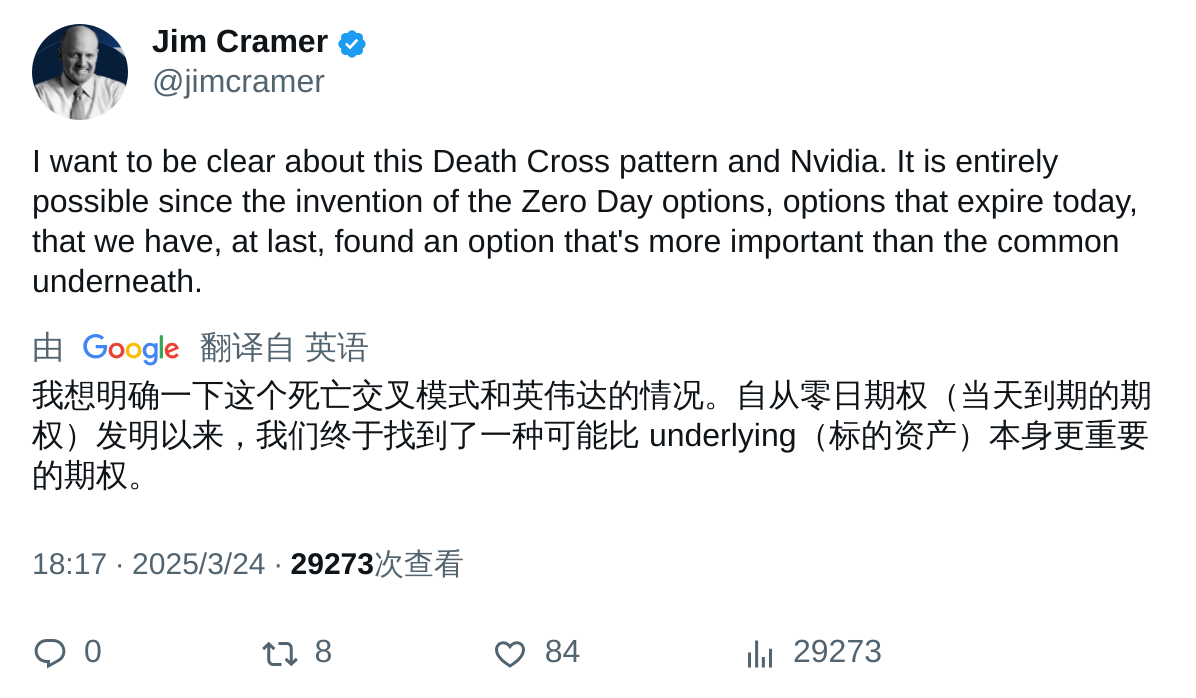 Jim Cramer
@jimcramer
I want to be clear about this Death Cross pattern and Nvidia. It is entirely
possible since the invention of the Zero Day options, options that expire today,
that we have, at last, found an option that's more important than the common
underneath.
由 Google 翻译自 英语
我想明确一下这个死亡交叉模式和英伟达的情况。自从零日期权（当天到期的期
权）发明以来，我们终于找到了一种可能比 underlying（标的资产）本身更重要
的期权。
18:17 · 2025/3/24 · 29273次查看
0 8 84 29273